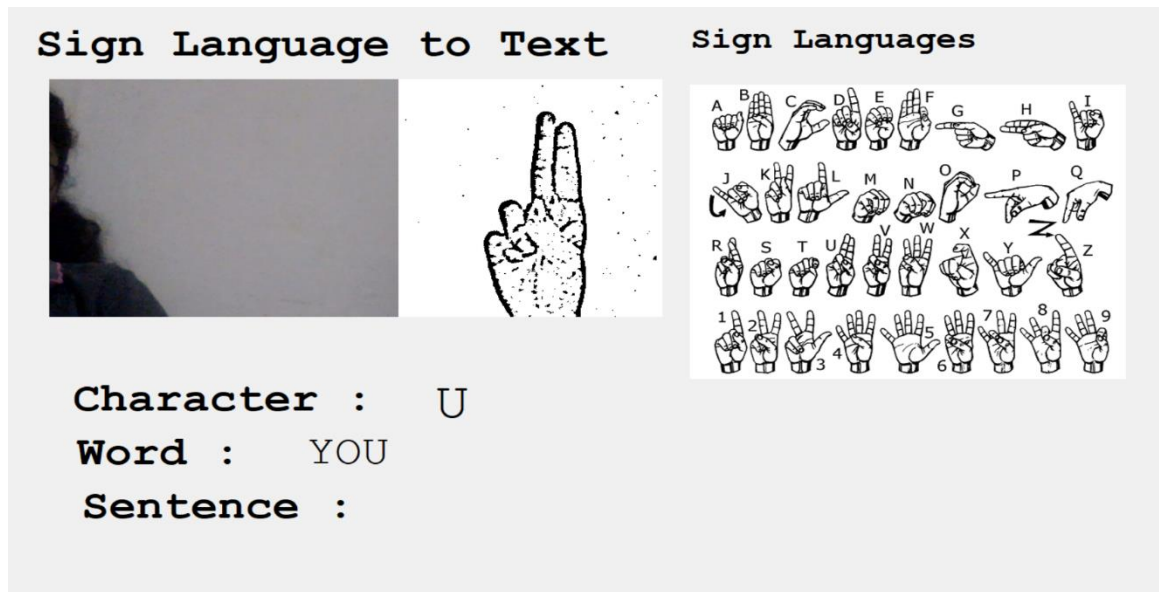 Sign Language to Text
Sign Languages
A B C D E F G H I
J K L M N O P Q
R S T U V W X Y Z
1 2 3 4 5 6 7 8 9
Character : U
Word : YOU
Sentence :